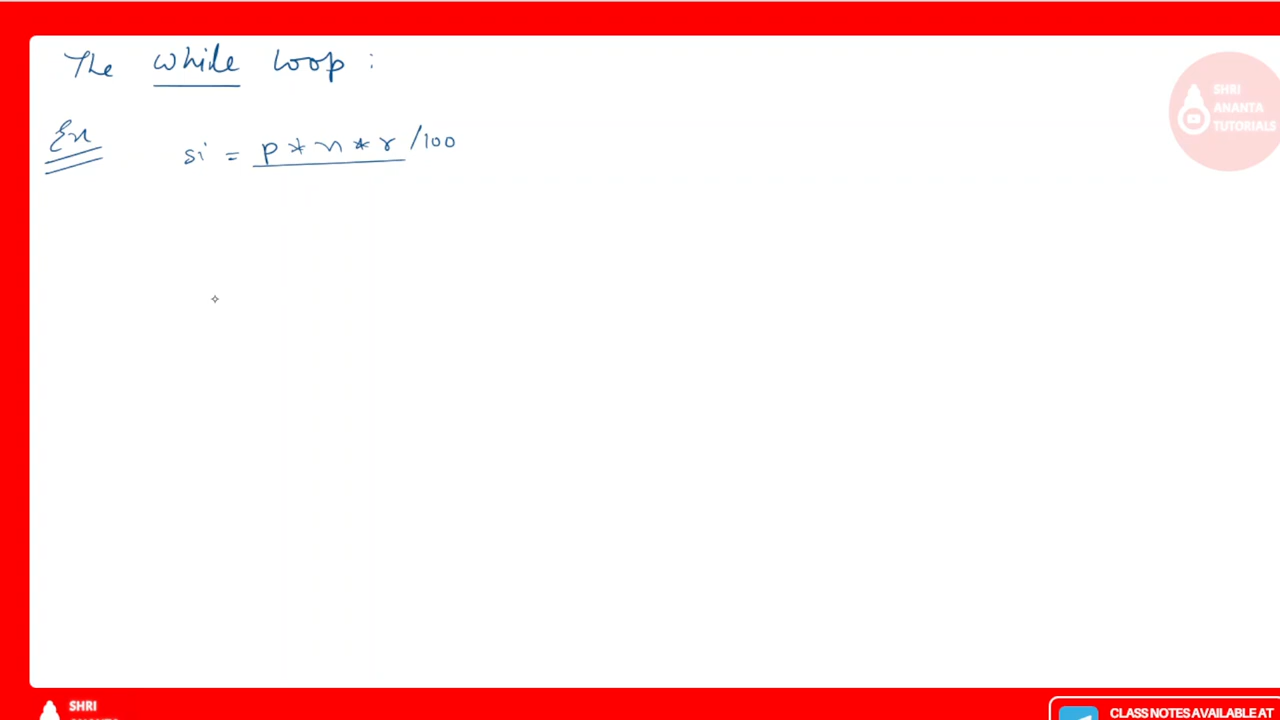 The while loop :
Ex
si = p * n * r /100
SHRI
ANANTA
TUTORIALS
SHRI
CLASS NOTES AVAILABLE AT